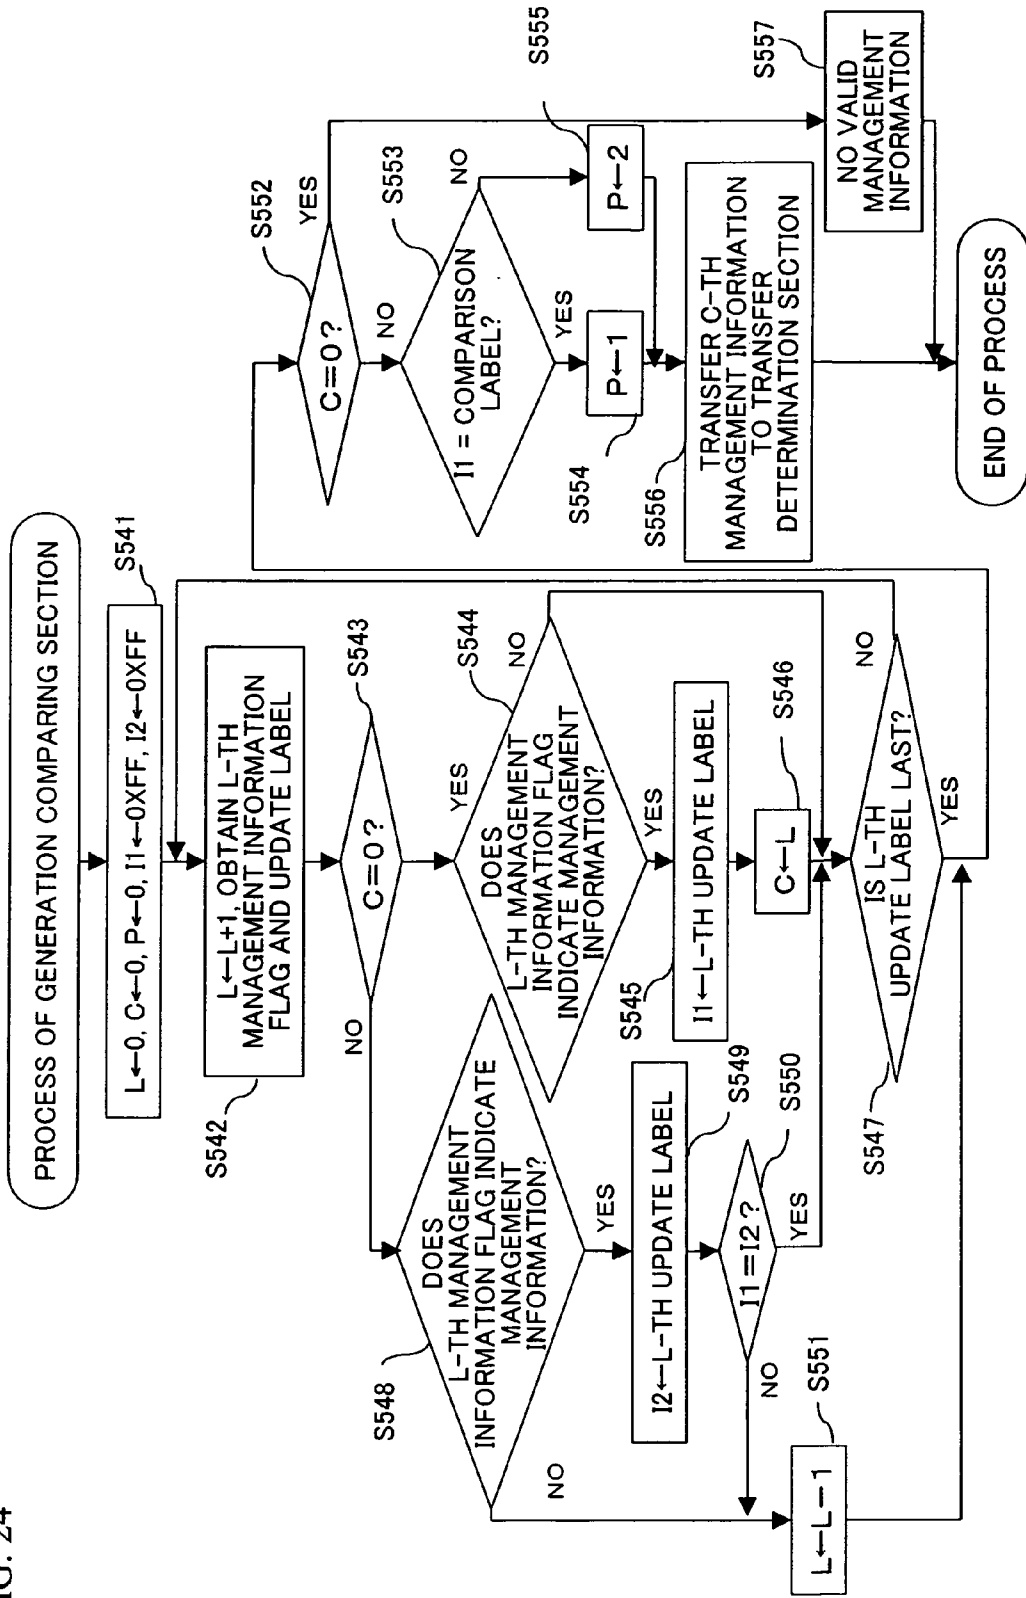 FIG. 24
PROCESS OF GENERATION COMPARING SECTION
L←0, C←0, P←0, I1←0XFF, I2←0XFF
S541
L←L+1, OBTAIN L-TH
MANAGEMENT INFORMATION
FLAG AND UPDATE LABEL
S542
C=0?
S543
YES
NO
DOES
L-TH MANAGEMENT
INFORMATION FLAG
INDICATE MANAGEMENT
INFORMATION?
S544
NO
YES
I1←L-TH UPDATE LABEL
S545
C←L
S546
IS L-TH
UPDATE LABEL LAST?
S547
NO
YES
DOES
L-TH MANAGEMENT
INFORMATION FLAG INDICATE
MANAGEMENT
INFORMATION?
S548
YES
NO
I2←L-TH UPDATE LABEL
S549
I1=I2?
S550
YES
NO
L←L-1
S551
C=0?
S552
YES
NO
I1 = COMPARISON
LABEL?
S553
NO
YES
P←1
S554
P←2
S555
TRANSFER C-TH
MANAGEMENT INFORMATION
TO TRANSFER
DETERMINATION SECTION
S556
NO VALID
MANAGEMENT
INFORMATION
S557
END OF PROCESS